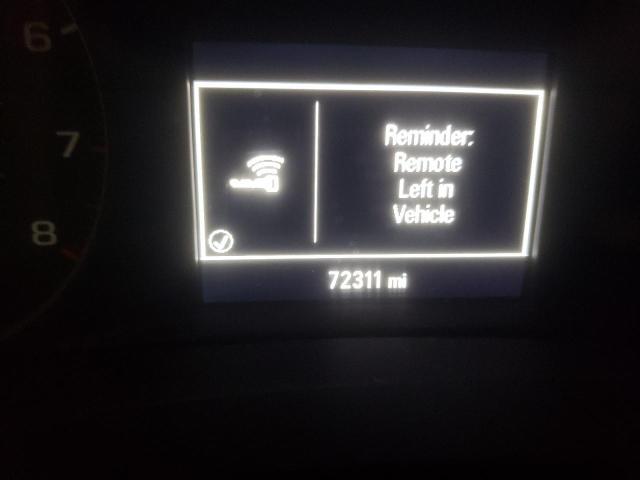 6
7
8
Reminder:
Remote
Left in
Vehicle
72311 mi